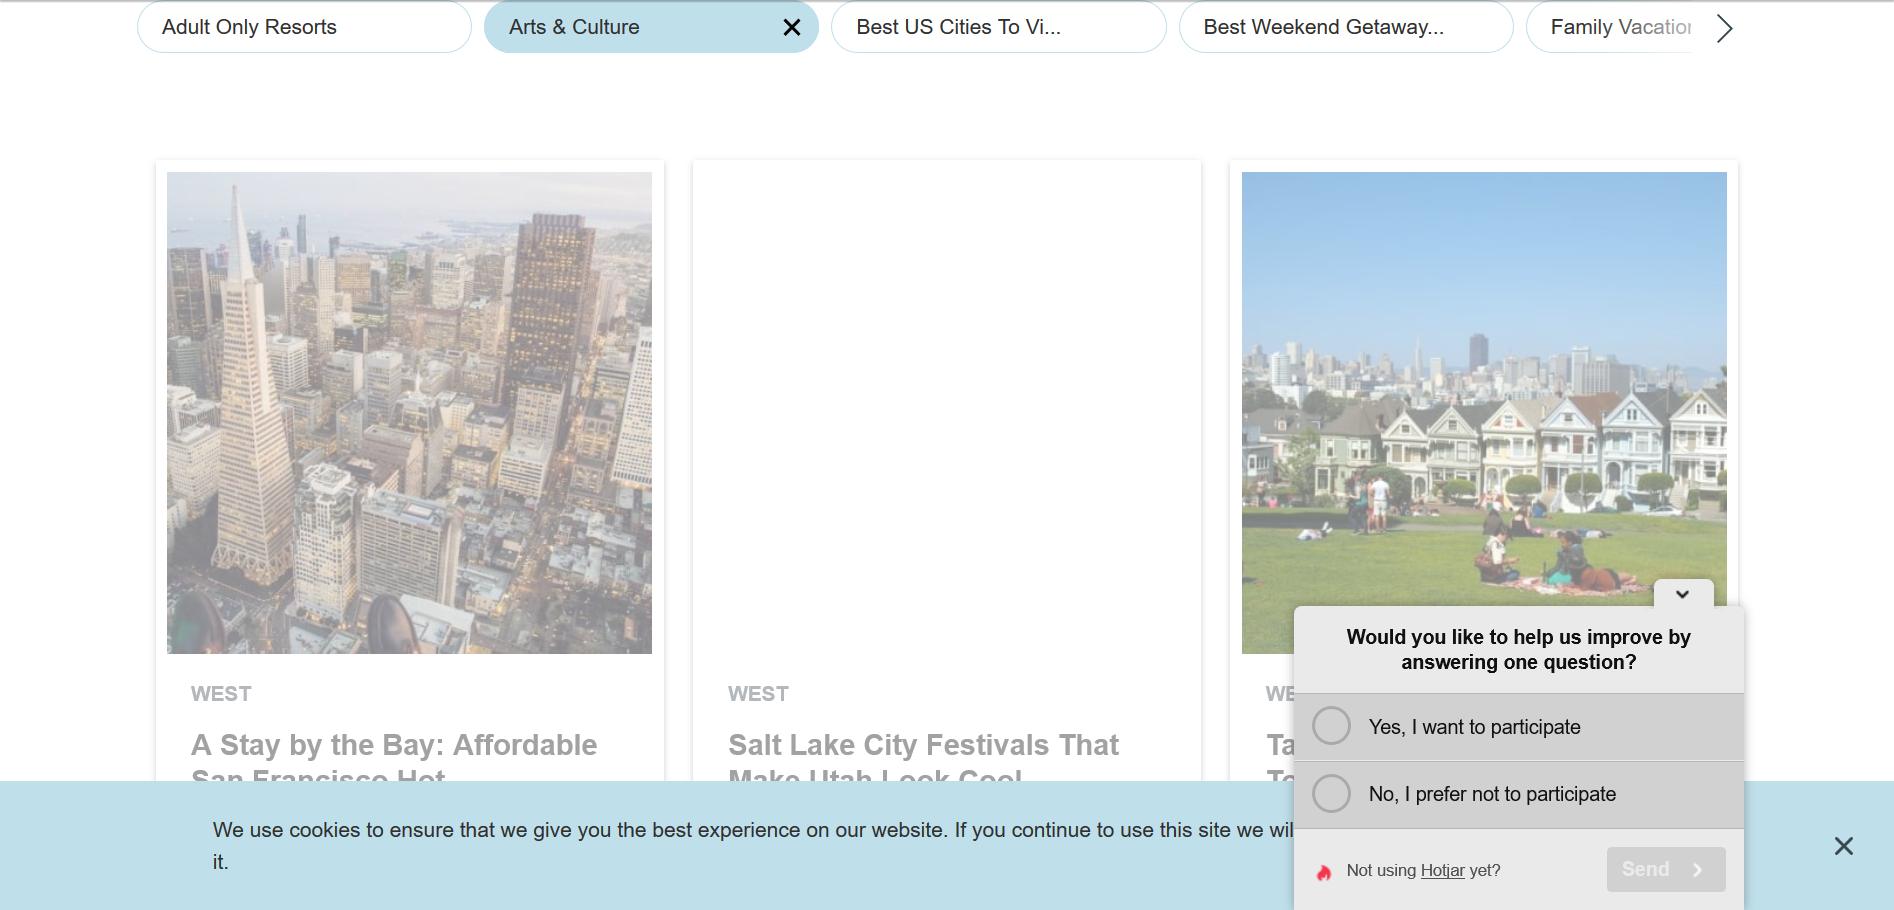 Adult Only Resorts
Arts & Culture
Best US Cities To Vi...
Best Weekend Getaway...
Family Vacation
WEST
A Stay by the Bay: Affordable
San Francisco Hot
WEST
Salt Lake City Festivals That
Make Utah Look Cool
WE
Ta
To
We use cookies to ensure that we give you the best experience on our website. If you continue to use this site we wil
it.
Would you like to help us improve by
answering one question?
Yes, I want to participate
No, I prefer not to participate
Not using Hotjar yet?
Send